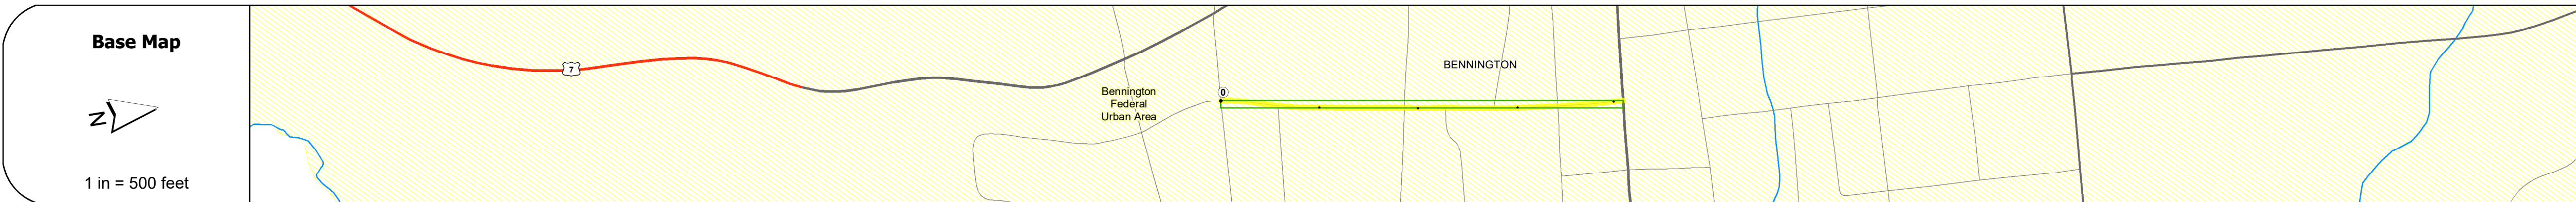 Base Map
N
1 in = 500 feet
7
Bennington
Federal
Urban Area
0
BENNINGTON